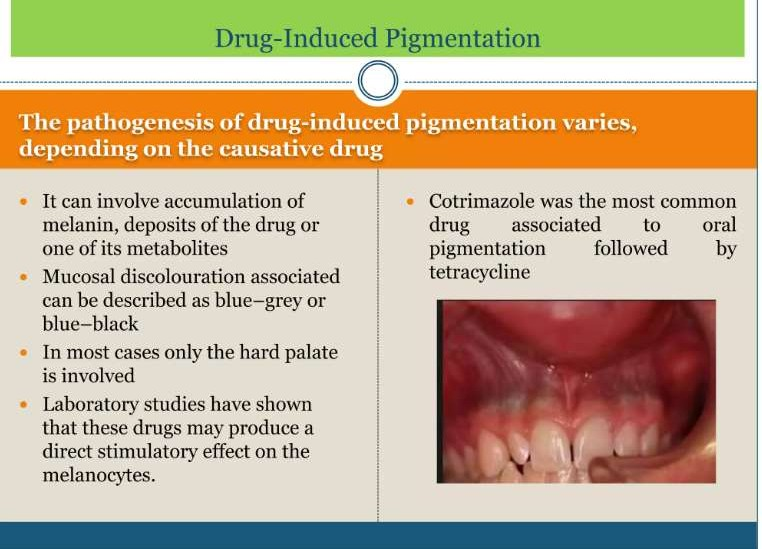 Drug-Induced Pigmentation
The pathogenesis of drug-induced pigmentation varies,
depending on the causative drug
• It can involve accumulation of
melanin, deposits of the drug or
one of its metabolites
• Mucosal discolouration associated
can be described as blue–grey or
blue–black
• In most cases only the hard palate
is involved
• Laboratory studies have shown
that these drugs may produce a
direct stimulatory effect on the
melanocytes.
• Cotrimazole was the most common
drug associated to oral
pigmentation followed by
tetracycline